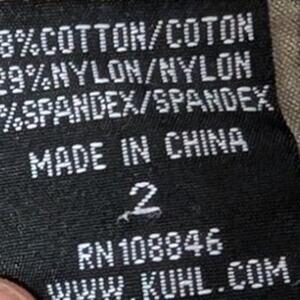 8%COTTON/COTON
29%NYLON/NYLON
%SPANDEX/SPANDEX
MADE IN CHINA
2
RN108846
WWW.KUHL.COM